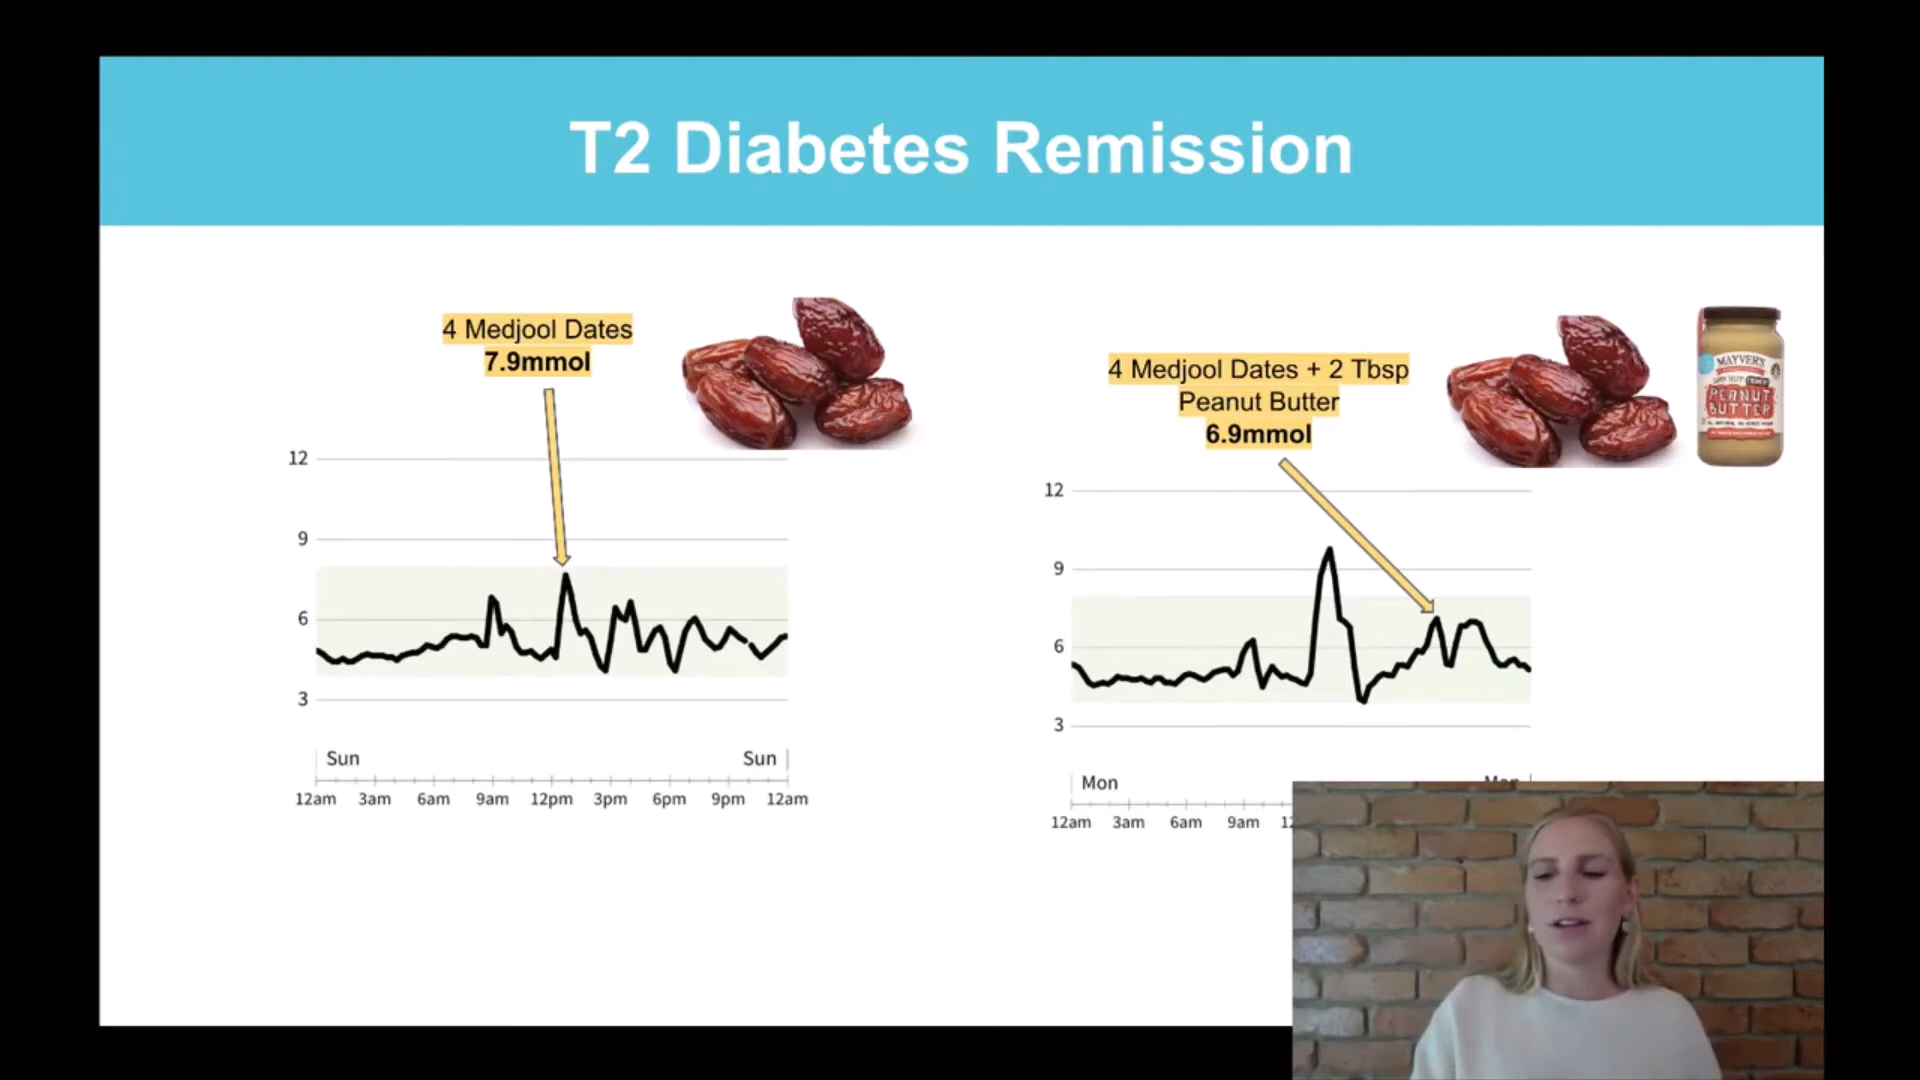 T2 Diabetes Remission
4 Medjool Dates
7.9mmol
12
9
6
3
Sun
Sun
12am 3am 6am 9am 12pm 3pm 6pm 9pm 12am
4 Medjool Dates + 2 Tbsp
Peanut Butter
6.9mmol
MAYVER'S
PEANUT
BUTTER
12
9
6
3
Mon
Mon
12am 3am 6am 9am